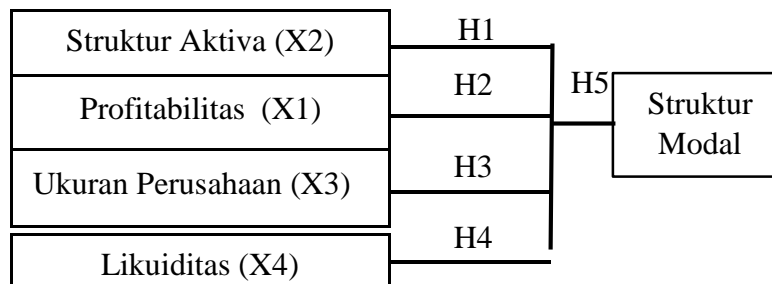 Struktur Aktiva (X2)
H1
Profitabilitas (X1)
H2
H5
Struktur
Modal
Ukuran Perusahaan (X3)
H3
Likuiditas (X4)
H4